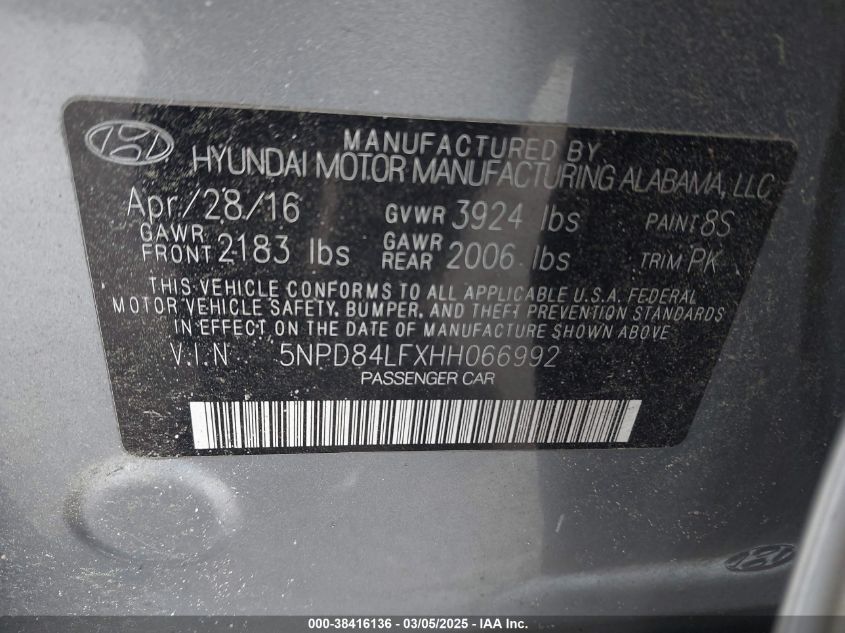 MANUFACTURED BY
HYUNDAI MOTOR MANUFACTURING ALABAMA, LLC
Apr/28/16 GVWR 3924 lbs PAINT 8S
GAWR FRONT 2183 lbs GAWR REAR 2006 lbs TRIM PK
THIS VEHICLE CONFORMS TO ALL APPLICABLE U.S.A. FEDERAL
MOTOR VEHICLE SAFETY, BUMPER, AND THEFT PREVENTION STANDARDS
IN EFFECT ON THE DATE OF MANUFACTURE SHOWN ABOVE
V.I.N 5NPD84LFXHH066992
PASSENGER CAR
000-38416136 - 03/05/2025 - IAA Inc.